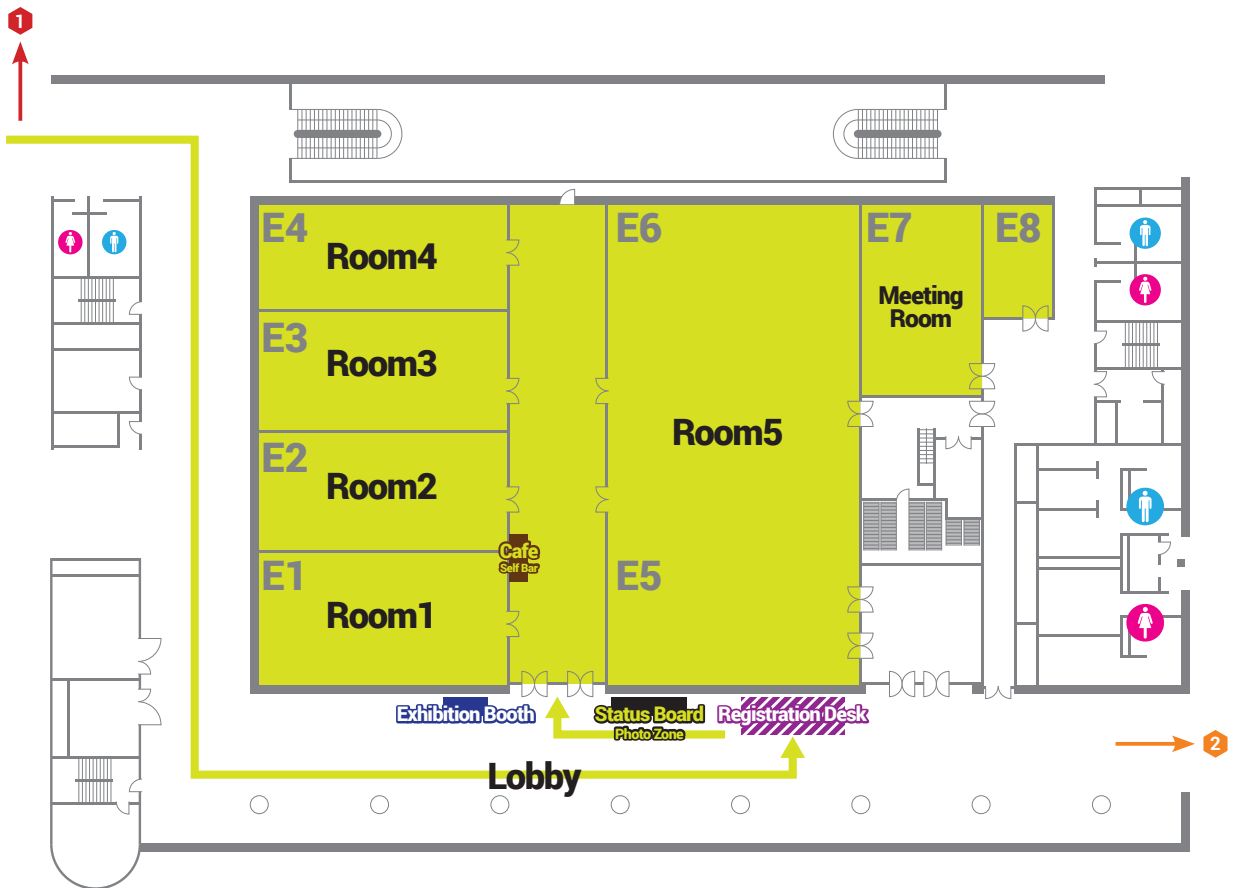 1
E4
Room4
E6
E7
E8
Meeting
Room
E3
Room3
Room5
E2
Room2
Cafe
Self Bar
E1
Room1
E5
Exhibition Booth
Status Board
Photo Zone
Registration Desk
2
Lobby